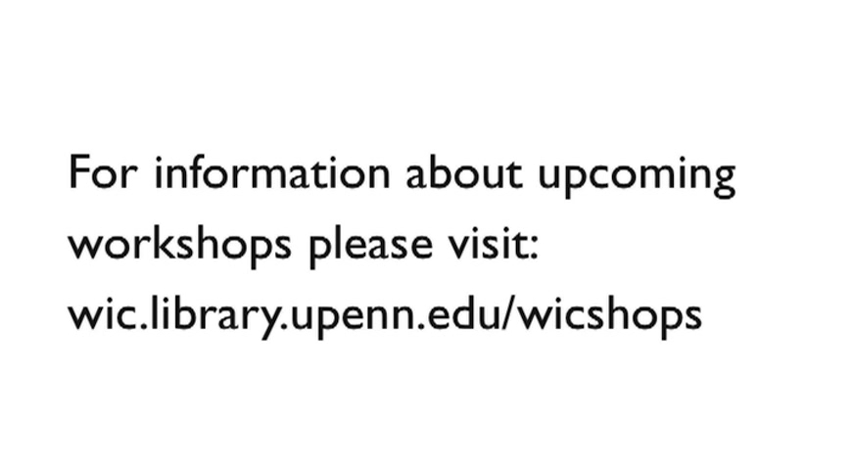 For information about upcoming
workshops please visit:
wic.library.upenn.edu/wicshops